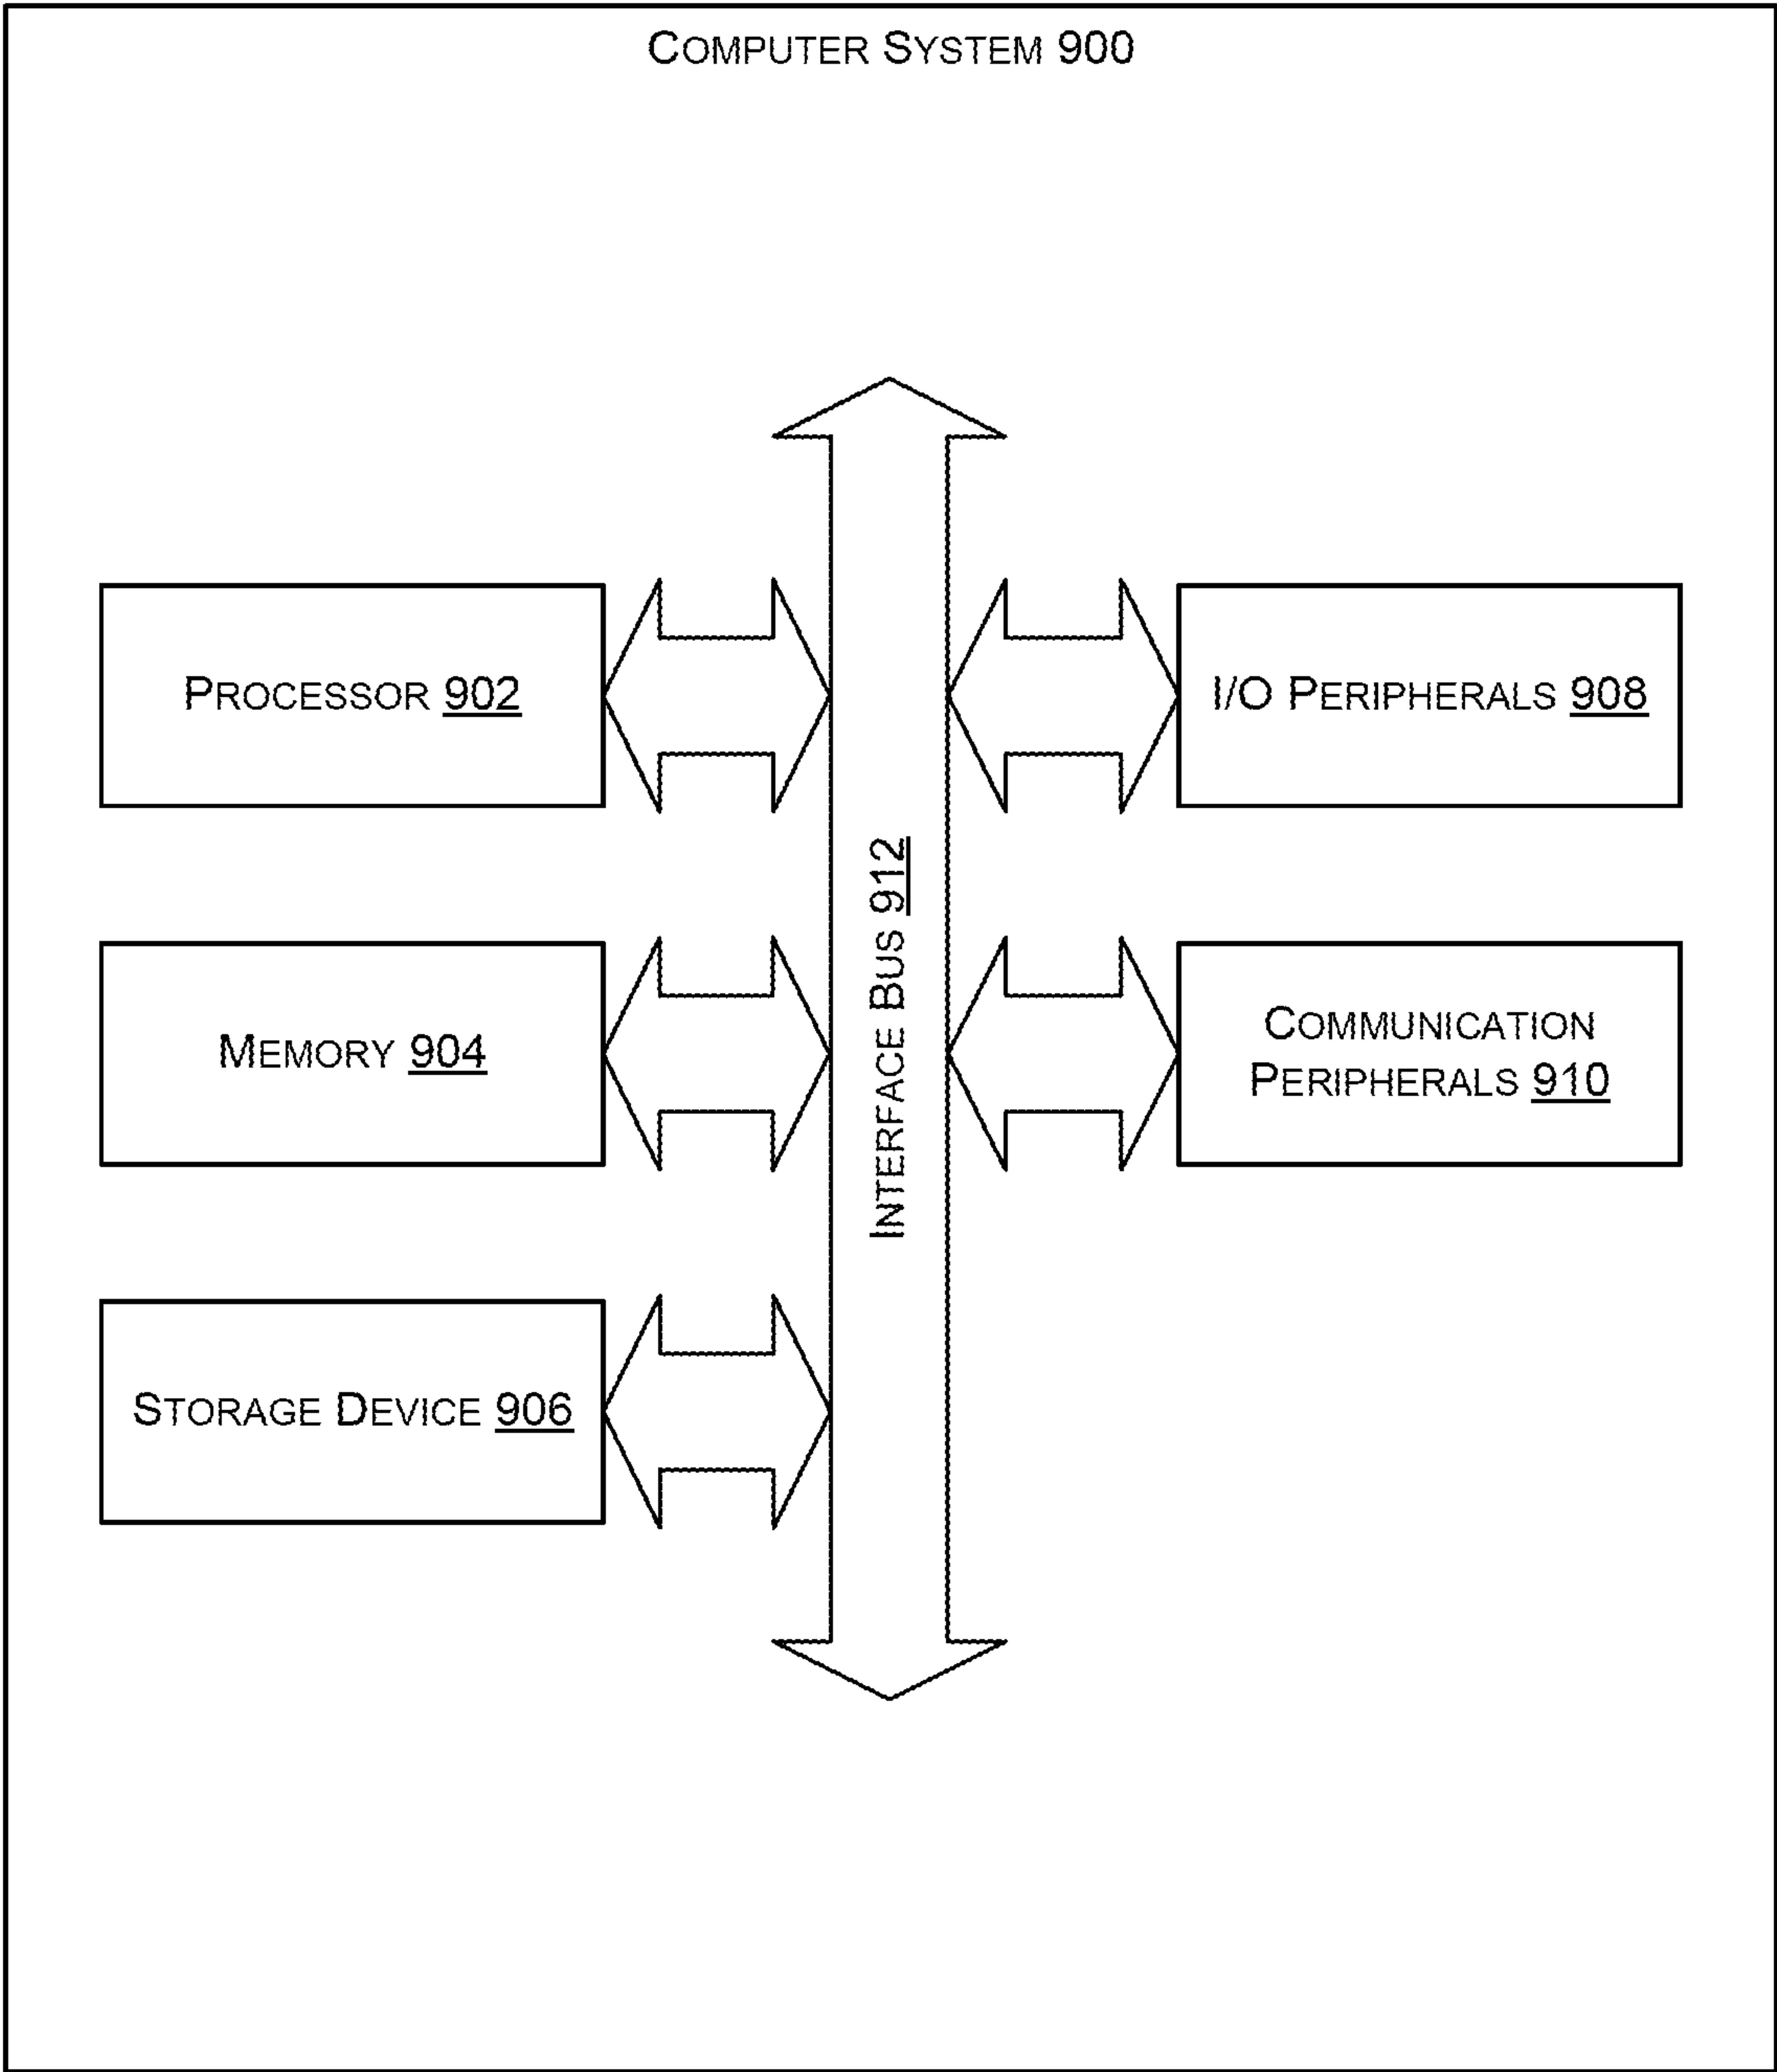 COMPUTER SYSTEM 900
PROCESSOR 902
I/O PERIPHERALS 908
INTERFACE BUS 912
MEMORY 904
COMMUNICATION
PERIPHERALS 910
STORAGE DEVICE 906